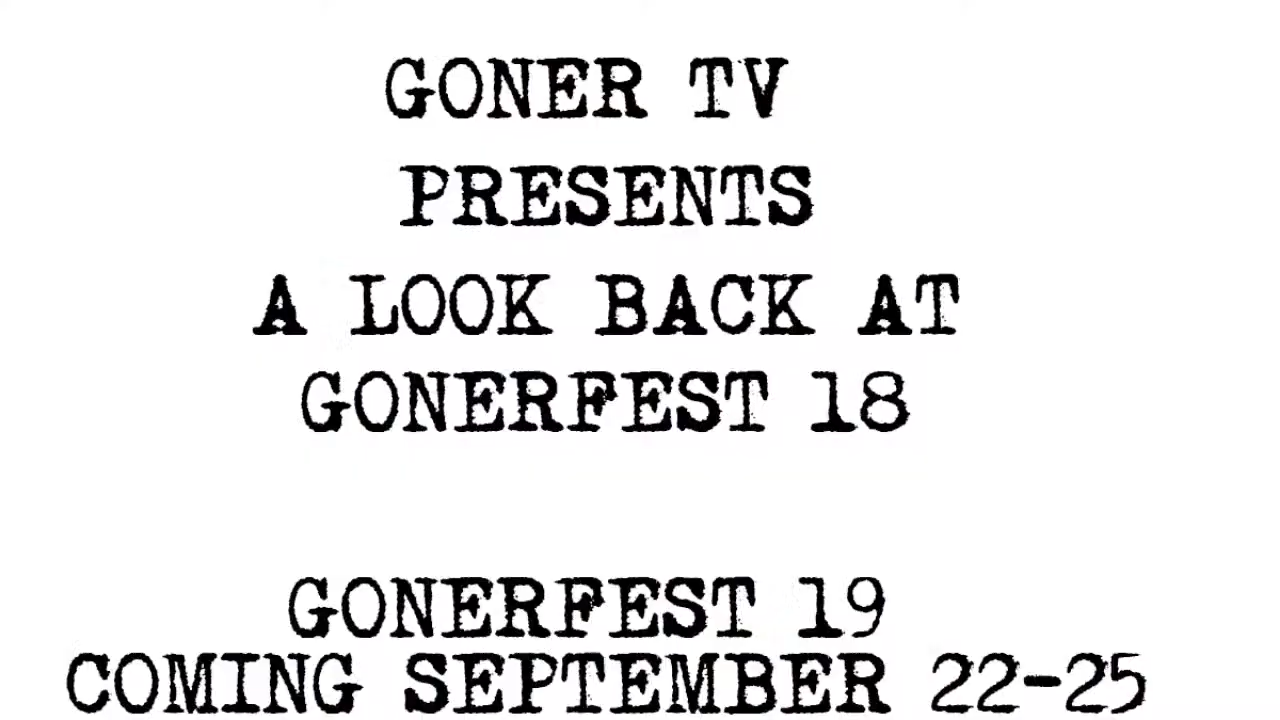 GONER TV
PRESENTS
A LOOK BACK AT
GONERFEST 18
GONERFEST 19
COMING SEPTEMBER 22-25